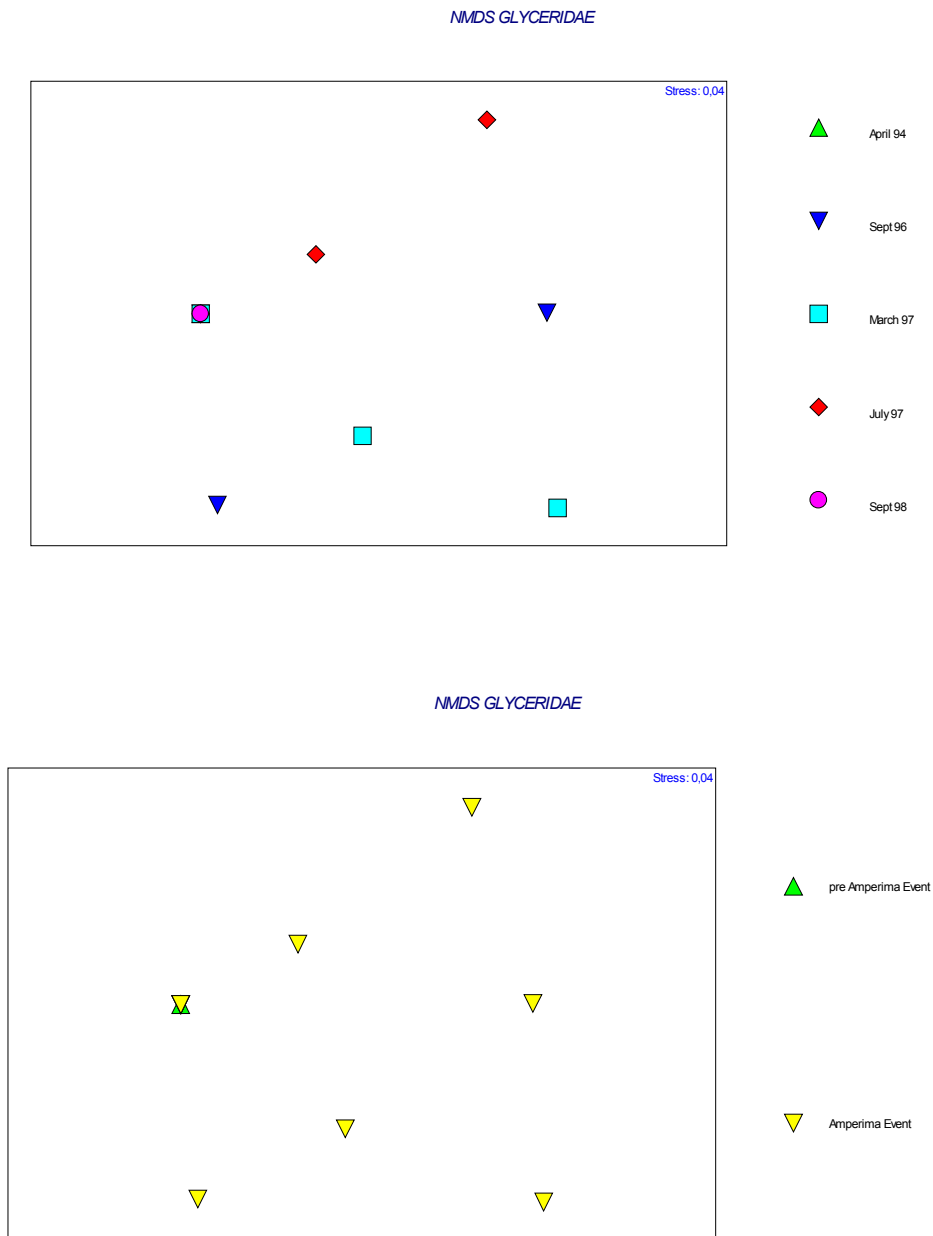 NMDS GLYCERIDAE
Stress: 0,04
April 94
Sept 96
March 97
July 97
Sept 98
NMDS GLYCERIDAE
Stress: 0,04
pre Amperima Event
Amperima Event